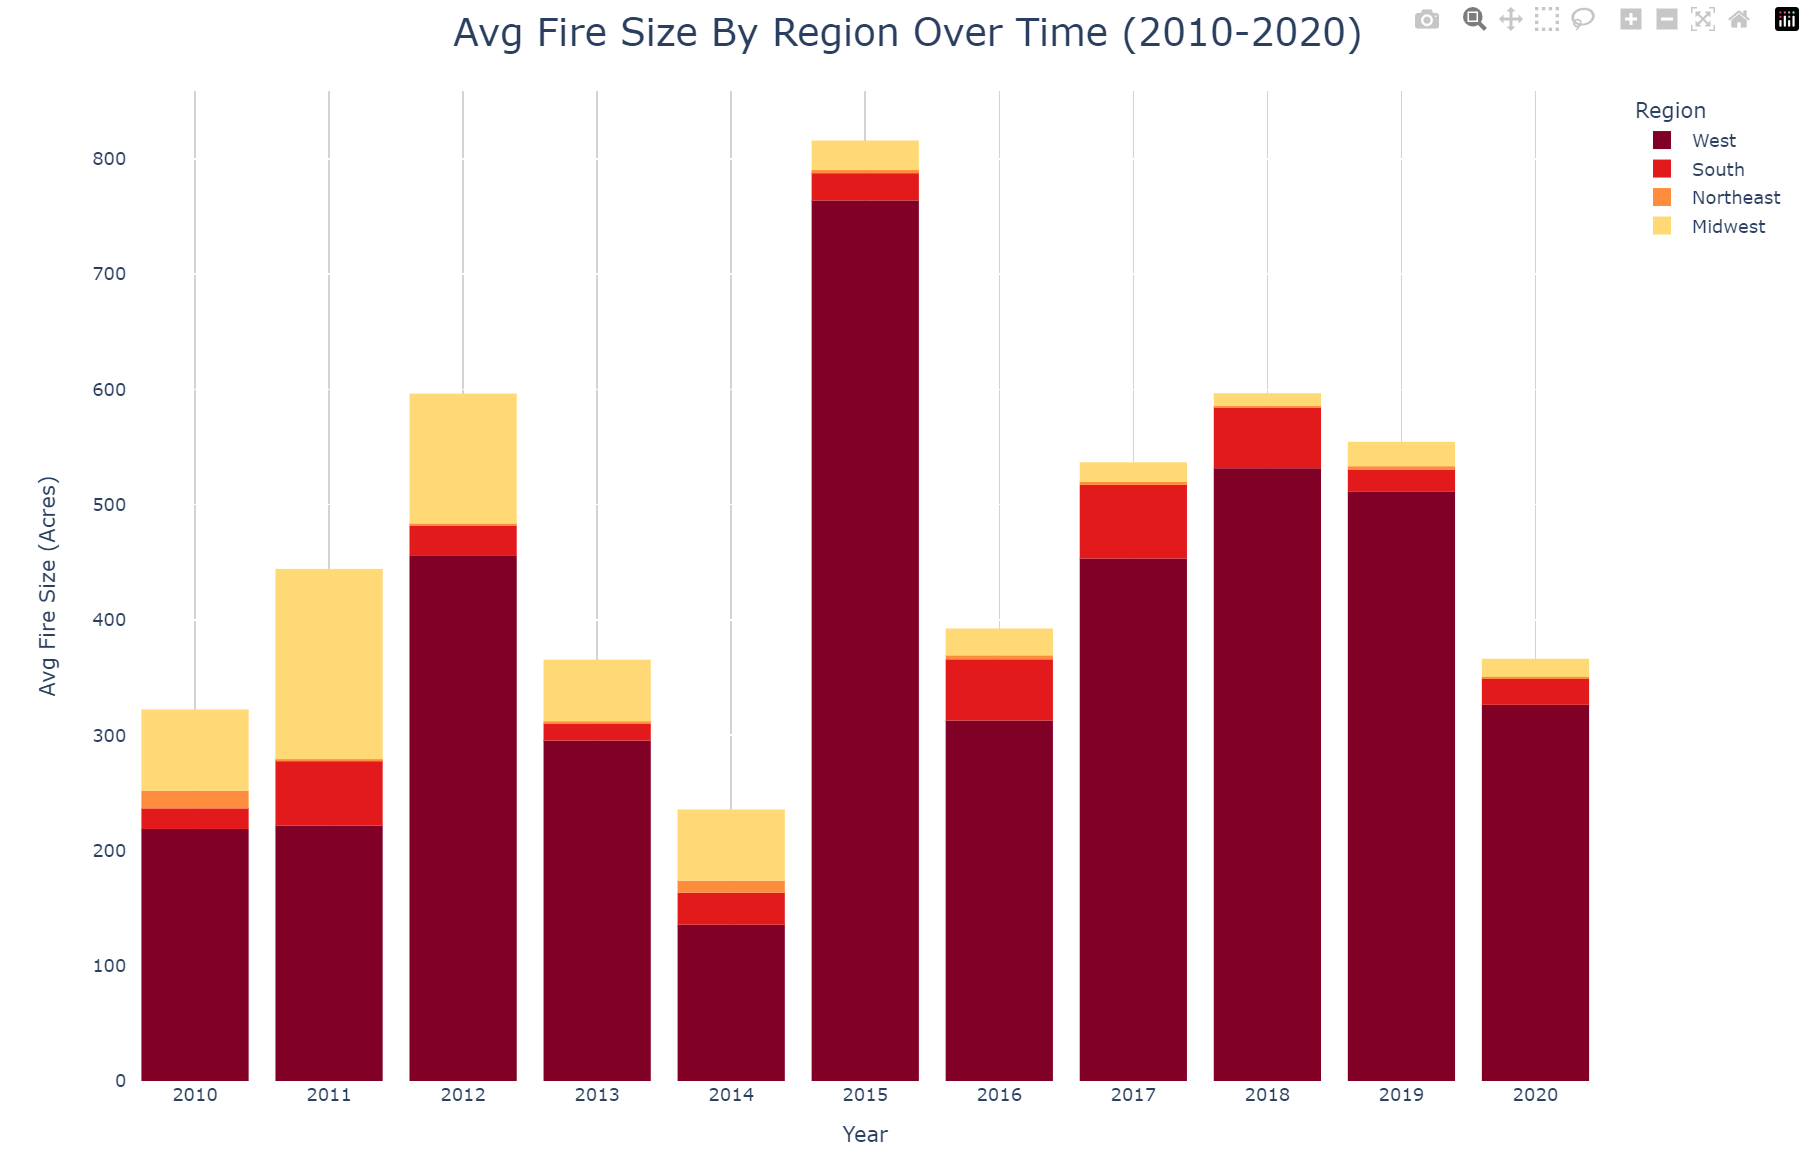 Avg Fire Size By Region Over Time (2010-2020)
Region
West
South
Northeast
Midwest
800
700
600
500
400
300
200
100
0
Avg Fire Size (Acres)
2010 2011 2012 2013 2014 2015 2016 2017 2018 2019 2020
Year